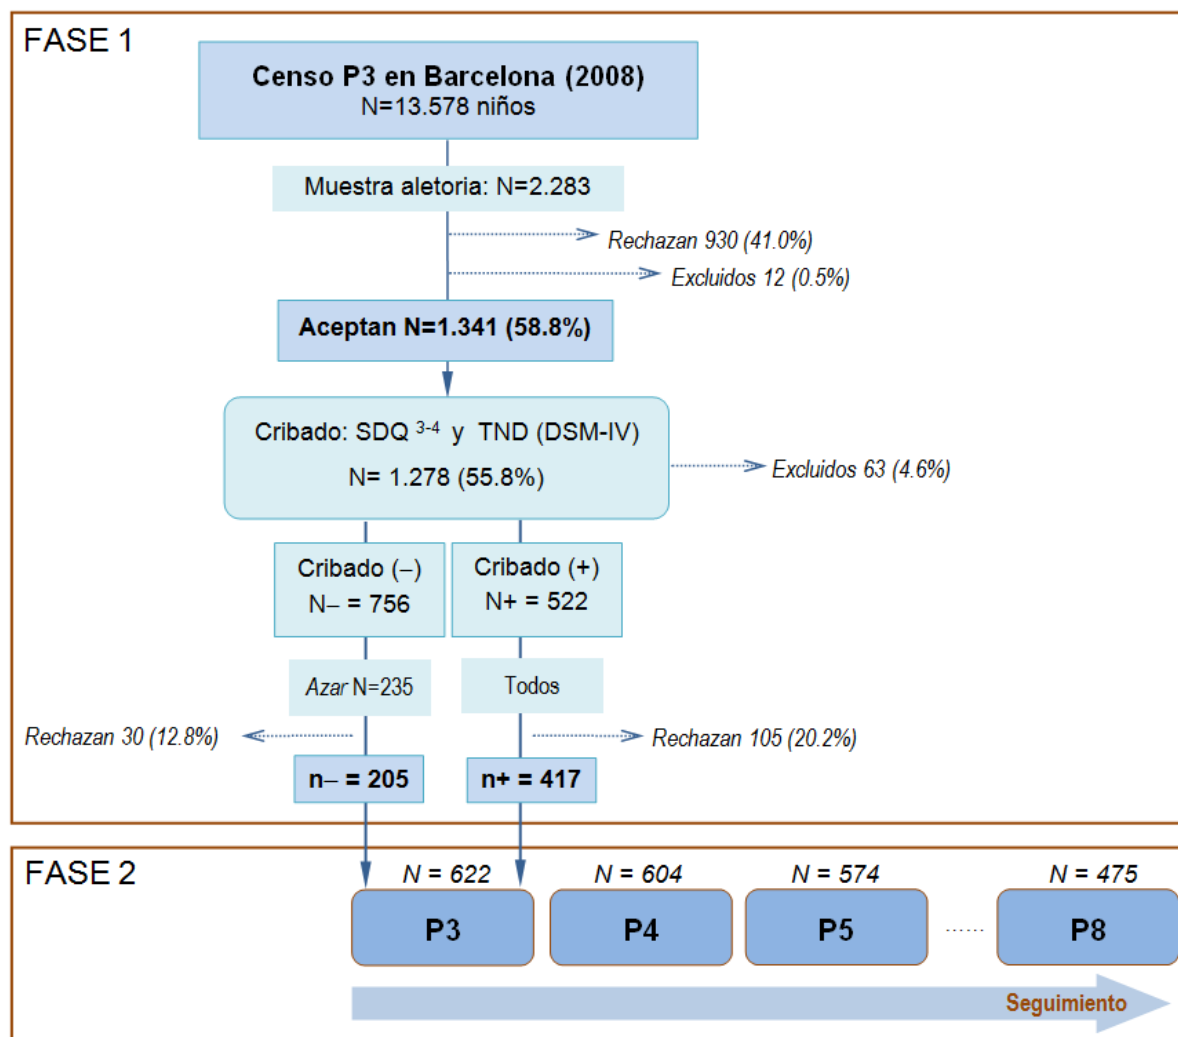 FASE 1
Censo P3 en Barcelona (2008)
N=13.578 niños
Muestra aletoria: N=2.283
Rechazan 930 (41.0%)
Excluidos 12 (0.5%)
Aceptan N=1.341 (58.8%)
Cribado: SDQ 3-4 y TND (DSM-IV)
N= 1.278 (55.8%)
Excluidos 63 (4.6%)
Cribado (–)
N– = 756
Cribado (+)
N+ = 522
Azar N=235
Todos
Rechazan 30 (12.8%)
Rechazan 105 (20.2%)
n– = 205
n+ = 417
FASE 2
N = 622
N = 604
N = 574
N = 475
P3
P4
P5
......
P8
Seguimiento